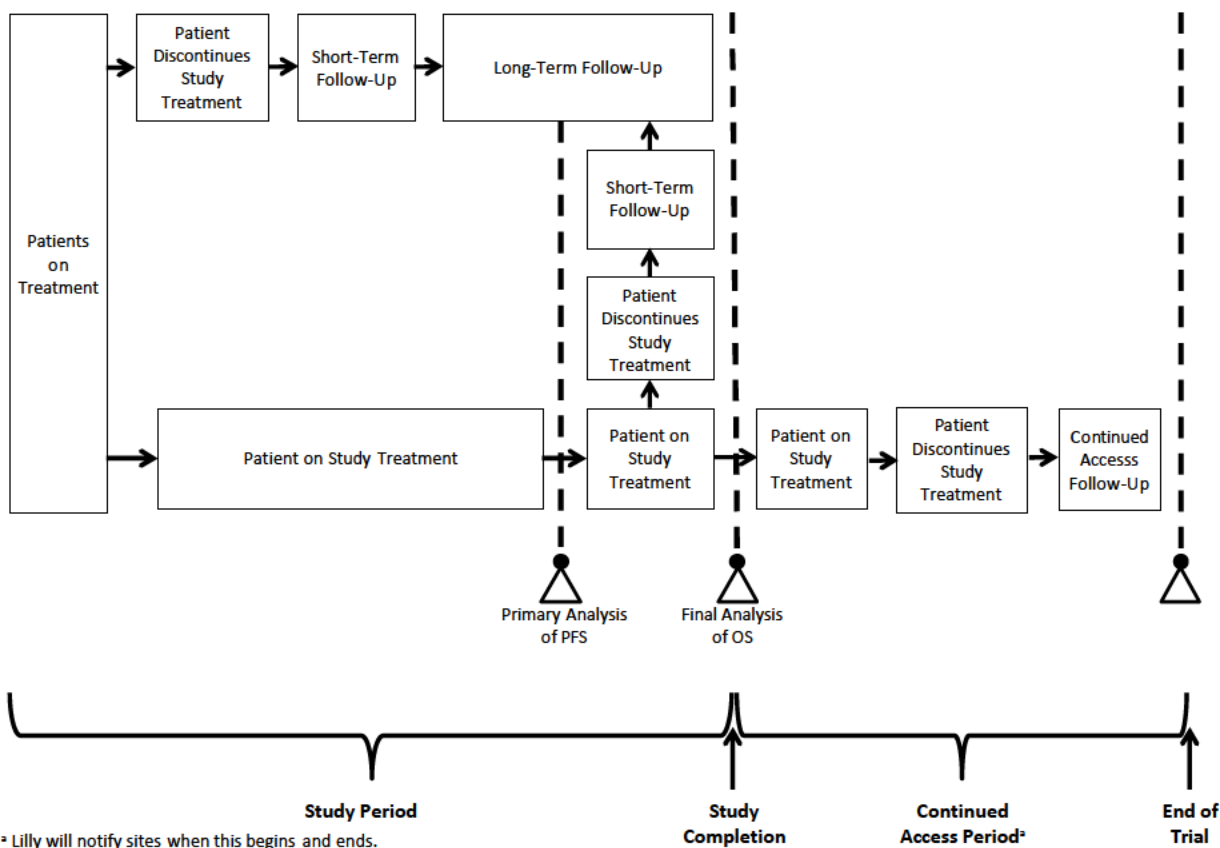 Patients
on
Treatment
Patient
Discontinues
Study
Treatment
Short-Term
Follow-Up
Long-Term Follow-Up
Short-Term
Follow-Up
Patient
Discontinues
Study
Treatment
Patient on Study Treatment
Patient on
Study
Treatment
Patient on
Study
Treatment
Patient
Discontinues
Study
Treatment
Continued
Accesss
Follow-Up
Primary Analysis
of PFS
Final Analysis
of OS
Study Period
Study
Completion
Continued
Access Periodª
End of
Trial
ª Lilly will notify sites when this begins and ends.